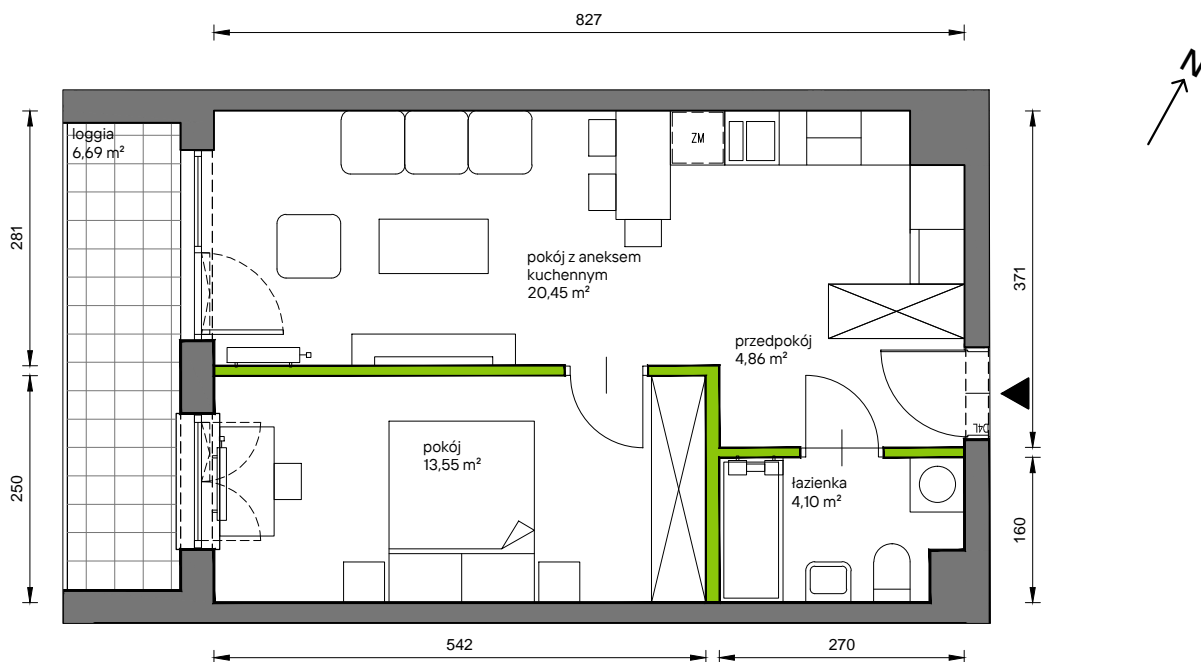 827
N
loggia
6,69 m²
ZM
281
pokój z aneksem
kuchennym
20,45 m²
371
przedpokój
4,86 m²
D4L
pokój
13,55 m²
łazienka
4,10 m²
250
160
542
270